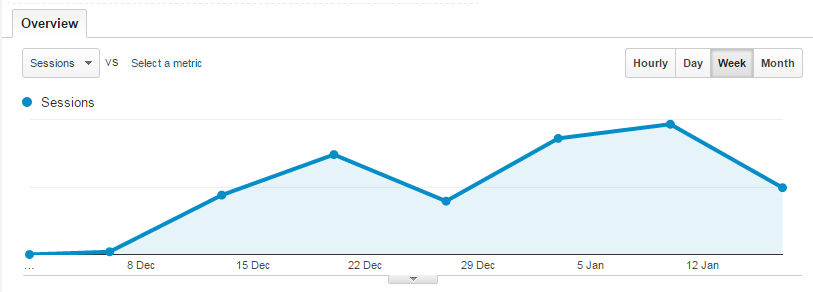 Overview
Sessions VS Select a metric Hourly Day Week Month
Sessions
... 8 Dec 15 Dec 22 Dec 29 Dec 5 Jan 12 Jan